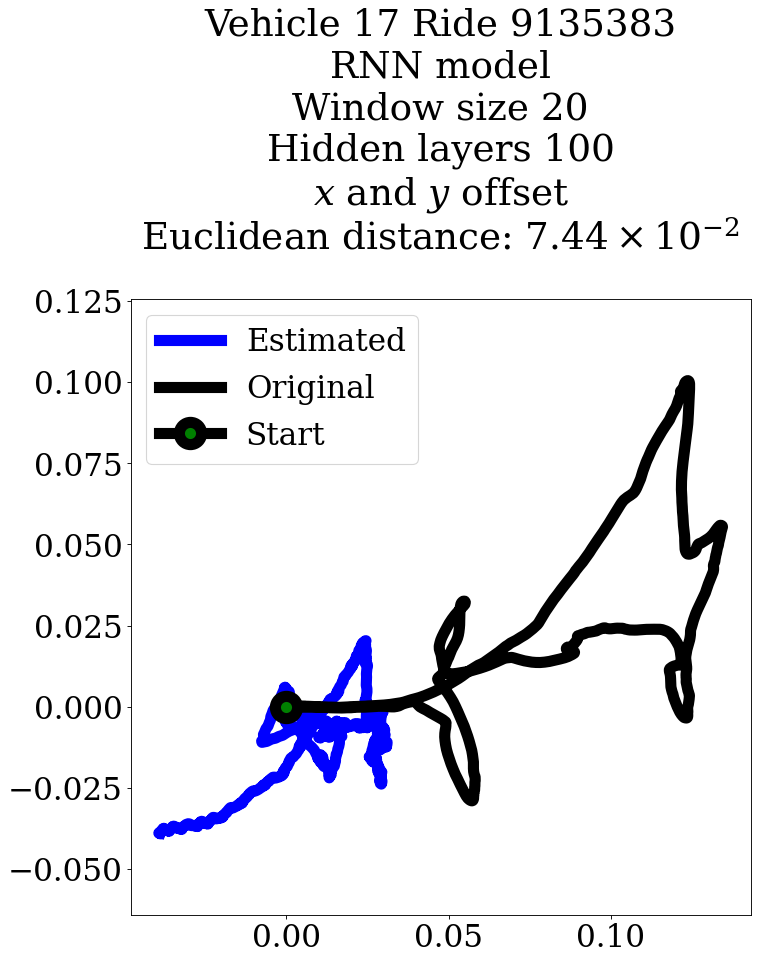 Vehicle 17 Ride 9135383
RNN model
Window size 20
Hidden layers 100
x and y offset
Euclidean distance: 7.44 × 10⁻²
0.125
Estimated
0.100
Original
0.075
Start
0.050
0.025
0.000
−0.025
−0.050
0.00 0.05 0.10